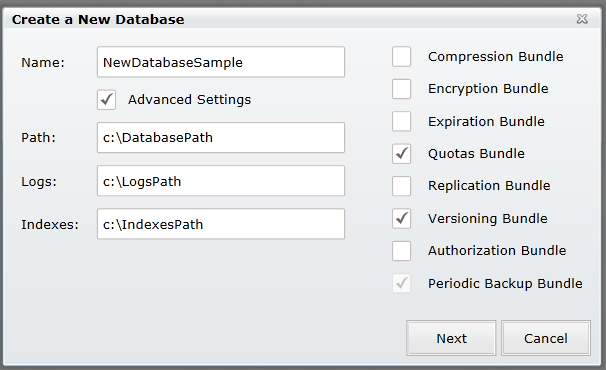 Create a New Database
Name: NewDatabaseSample
Advanced Settings
Path: c:\DatabasePath
Logs: c:\LogsPath
Indexes: c:\IndexesPath
Compression Bundle
Encryption Bundle
Expiration Bundle
Quotas Bundle
Replication Bundle
Versioning Bundle
Authorization Bundle
Periodic Backup Bundle
Next Cancel